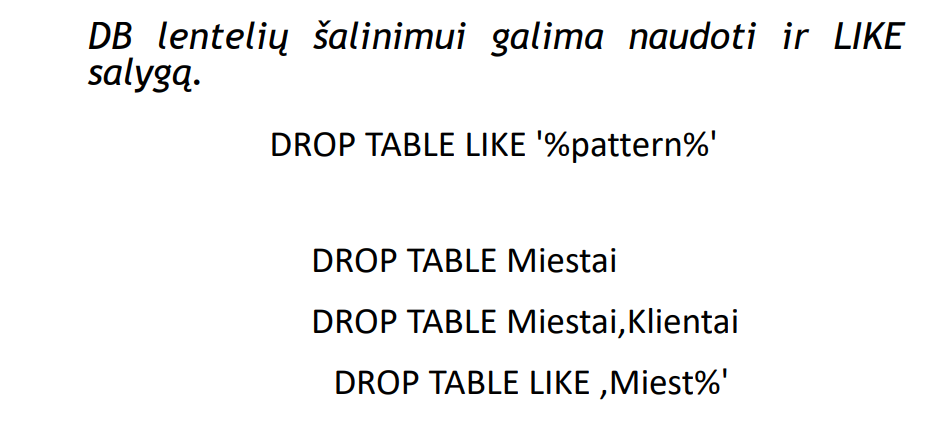 DB lentelių šalinimui galima naudoti ir LIKE
salygą.
DROP TABLE LIKE '%pattern%'
DROP TABLE Miestai
DROP TABLE Miestai,Klientai
DROP TABLE LIKE ‚Miest%'